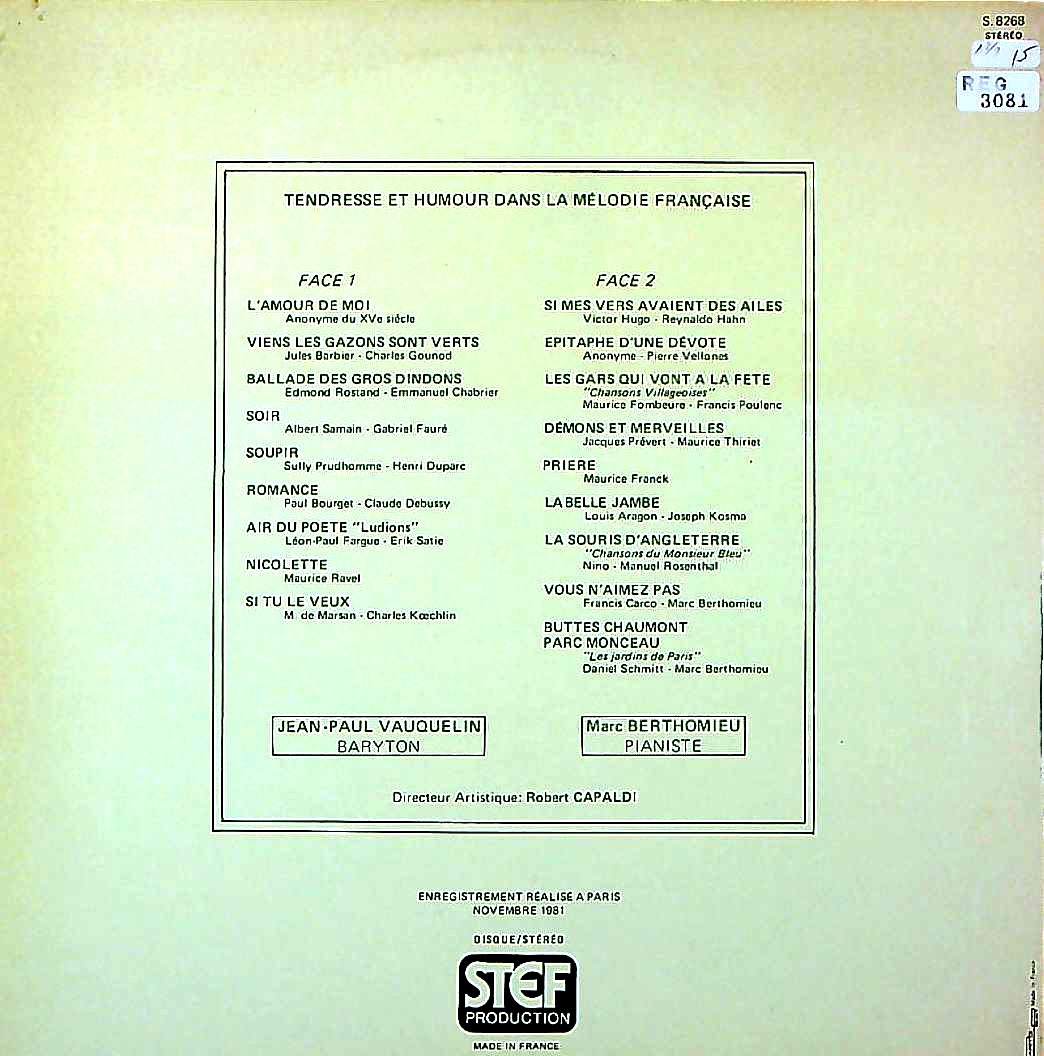 S. 8268
STÉRÉO
15
REG
3081
TENDRESSE ET HUMOUR DANS LA MÉLODIE FRANÇAISE
FACE 1
L'AMOUR DE MOI
Anonyme du XVe siécle
VIENS LES GAZONS SONT VERTS
Jules Barbier - Charles Gounod
BALLADE DES GROS DINDONS
Edmond Rostand - Emmanuel Chabrier
SOIR
Albert Samain - Gabriel Fauré
SOUPIR
Sully Prudhomme - Henri Duparc
ROMANCE
Paul Bourget - Claude Debussy
AIR DU POETE "Ludions"
Léon-Paul Fargue - Erik Satie
NICOLETTE
Maurice Ravel
SI TU LE VEUX
M. de Marsan - Charles Kœchlin
FACE 2
SI MES VERS AVAIENT DES AILES
Victor Hugo - Reynaldo Hahn
EPITAPHE D'UNE DÉVOTE
Anonyme - Pierre Vellones
LES GARS QUI VONT A LA FETE
"Chansons Villageoises"
Maurice Fombeure - Francis Poulenc
DÉMONS ET MERVEILLES
Jacques Prévert - Maurice Thiriet
PRIERE
Maurice Franck
LA BELLE JAMBE
Louis Aragon - Joseph Kosma
LA SOURIS D'ANGLETERRE
"Chansons du Monsieur Bleu"
Nino - Manuel Rosenthal
VOUS N'AIMEZ PAS
Francis Carco - Marc Berthomieu
BUTTES CHAUMONT
PARC MONCEAU
"Les jardins de Paris"
Daniel Schmitt - Marc Berthomieu
JEAN-PAUL VAUQUELIN
BARYTON
Marc BERTHOMIEU
PIANISTE
Directeur Artistique: Robert CAPALDI
ENREGISTREMENT RÉALISÉ A PARIS
NOVEMBRE 1981
DISQUE/STÉRÉO
STEF
PRODUCTION
MADE IN FRANCE
Made in France